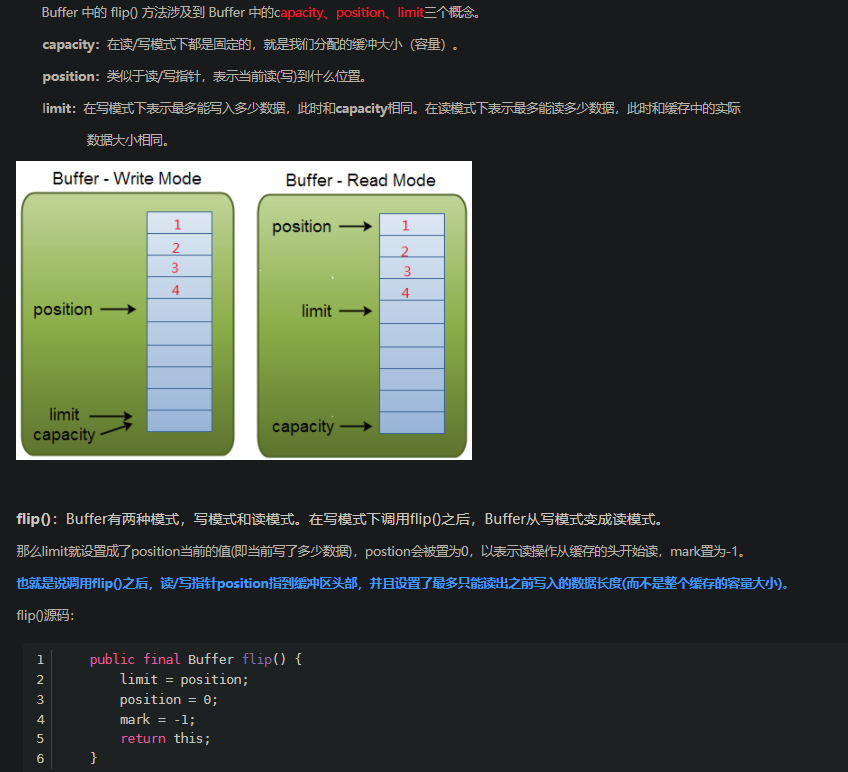 Buffer 中的 flip() 方法涉及到 Buffer 中的capacity、position、limit三个概念。
capacity：在读/写模式下都是固定的，就是我们分配的缓冲大小（容量）。
position：类似于读/写指针，表示当前读(写)到什么位置。
limit：在写模式下表示最多能写入多少数据，此时和capacity相同。在读模式下表示最多能读多少数据，此时和缓存中的实际
数据大小相同。
Buffer - Write Mode
1
2
3
4
position
limit
capacity
Buffer - Read Mode
position
1
2
3
4
limit
capacity
flip()：Buffer有两种模式，写模式和读模式。在写模式下调用flip()之后，Buffer从写模式变成读模式。
那么limit就设置成了position当前的值(即当前写了多少数据)，postion会被置为0，以表示读操作从缓存的头开始读，mark置为-1。
也就是说调用flip()之后，读/写指针position指到缓冲区头部，并且设置了最多只能读出之前写入的数据长度(而不是整个缓存的容量大小)。
flip()源码：
1 public final Buffer flip() {
2 limit = position;
3 position = 0;
4 mark = -1;
5 return this;
6 }